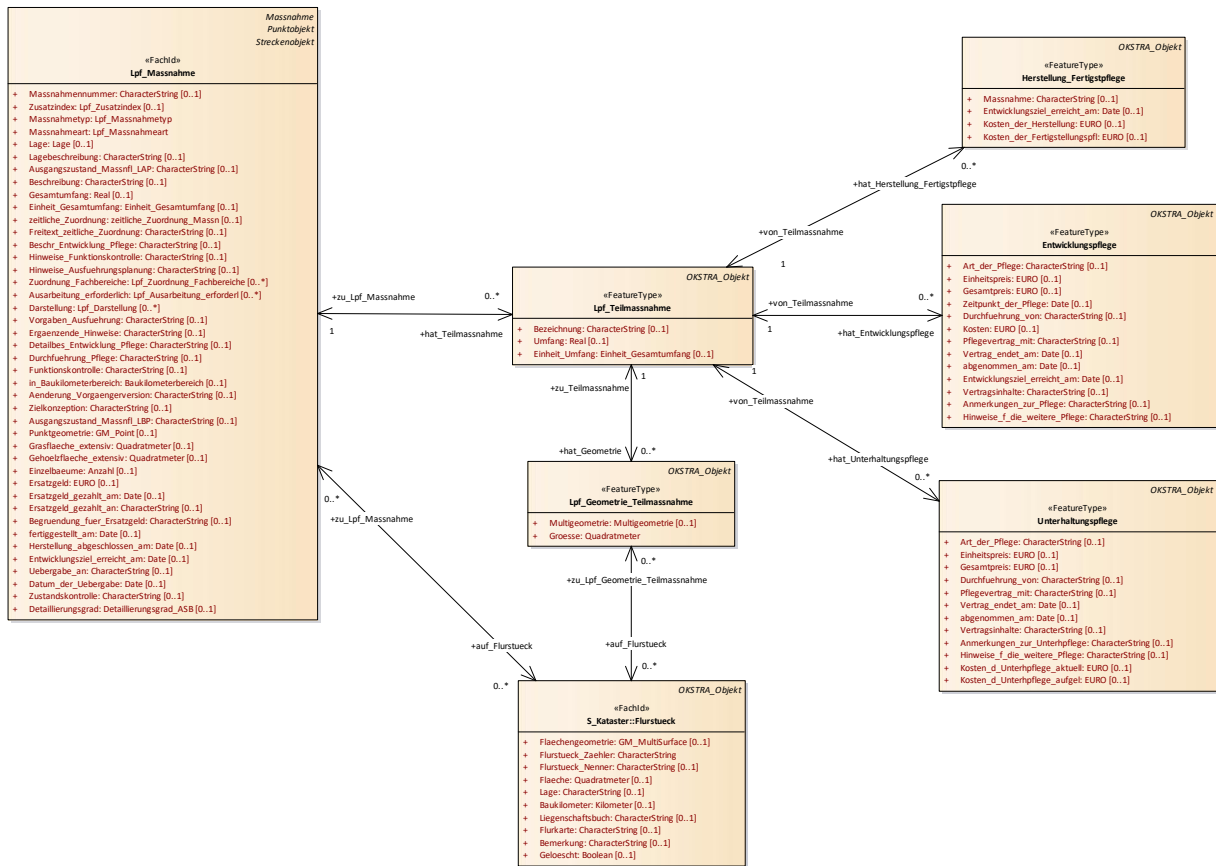 Massnahme
Punktobjekt
Streckenobjekt
«FachId»
Lpf_Massnahme
+ Massnahmennummer: CharacterString [0..1]
+ Zusatzindex: Lpf_Zusatzindex [0..1]
+ Massnahmetyp: Lpf_Massnahmetyp
+ Massnahmeart: Lpf_Massnahmeart
+ Lage: Lage [0..1]
+ Lagebeschreibung: CharacterString [0..1]
+ Ausgangszustand_Massnfl_LAP: CharacterString [0..1]
+ Beschreibung: CharacterString [0..1]
+ Gesamtumfang: Real [0..1]
+ Einheit_Gesamtumfang: Einheit_Gesamtumfang [0..1]
+ zeitliche_Zuordnung: zeitliche_Zuordnung_Massn [0..1]
+ Freitext_zeitliche_Zuordnung: CharacterString [0..1]
+ Beschr_Entwicklung_Pflege: CharacterString [0..1]
+ Hinweise_Funktionskontrolle: CharacterString [0..1]
+ Hinweise_Ausfuehrungsplanung: CharacterString [0..1]
+ Zuordnung_Fachbereiche: Lpf_Zuordnung_Fachbereiche [0..*]
+ Ausarbeitung_erforderlich: Lpf_Ausarbeitung_erforderl [0..*]
+ Darstellung: Lpf_Darstellung [0..*]
+ Vorgaben_Ausfuehrung: CharacterString [0..1]
+ Ergaenzende_Hinweise: CharacterString [0..1]
+ Detailbes_Entwicklung_Pflege: CharacterString [0..1]
+ Durchfuehrung_Pflege: CharacterString [0..1]
+ Funktionskontrolle: CharacterString [0..1]
+ in_Baukilometerbereich: Baukilometerbereich [0..1]
+ Aenderung_Vorgaengerversion: CharacterString [0..1]
+ Zielkonzeption: CharacterString [0..1]
+ Ausgangszustand_Massnfl_LBP: CharacterString [0..1]
+ Punktgeometrie: GM_Point [0..1]
+ Grasflaeche_extensiv: Quadratmeter [0..1]
+ Gehoelzflaeche_extensiv: Quadratmeter [0..1]
+ Einzelbaeume: Anzahl [0..1]
+ Ersatzgeld: EURO [0..1]
+ Ersatzgeld_gezahlt_am: Date [0..1]
+ Ersatzgeld_gezahlt_an: CharacterString [0..1]
+ Begruendung_fuer_Ersatzgeld: CharacterString [0..1]
+ fertiggestellt_am: Date [0..1]
+ Herstellung_abgeschlossen_am: Date [0..1]
+ Entwicklungsziel_erreicht_am: Date [0..1]
+ Uebergabe_an: CharacterString [0..1]
+ Datum_der_Uebergabe: Date [0..1]
+ Zustandskontrolle: CharacterString [0..1]
+ Detaillierungsgrad: Detaillierungsgrad_ASB [0..1]
OKSTRA_Objekt
«FeatureType»
Herstellung_Fertigstpflege
+ Massnahme: CharacterString [0..1]
+ Entwicklungsziel_erreicht_am: Date [0..1]
+ Kosten_der_Herstellung: EURO [0..1]
+ Kosten_der_Fertigstellungspfl: EURO [0..1]
0..*
+hat_Herstellung_Fertigstpflege
+von_Teilmassnahme
1
OKSTRA_Objekt
«FeatureType»
Entwicklungspflege
+ Art_der_Pflege: CharacterString [0..1]
+ Einheitspreis: EURO [0..1]
+ Gesamtpreis: EURO [0..1]
+ Zeitpunkt_der_Pflege: Date [0..1]
+ Durchfuehrung_von: CharacterString [0..1]
+ Kosten: EURO [0..1]
+ Pflegevertrag_mit: CharacterString [0..1]
+ Vertrag_endet_am: Date [0..1]
+ abgenommen_am: Date [0..1]
+ Entwicklungsziel_erreicht_am: Date [0..1]
+ Vertragsinhalte: CharacterString [0..1]
+ Anmerkungen_zur_Pflege: CharacterString [0..1]
+ Hinweise_f_die_weitere_Pflege: CharacterString [0..1]
OKSTRA_Objekt
«FeatureType»
Lpf_Teilmassnahme
+ Bezeichnung: CharacterString [0..1]
+ Umfang: Real [0..1]
+ Einheit_Umfang: Einheit_Gesamtumfang [0..1]
+zu_Lpf_Massnahme
0..*
1
+hat_Teilmassnahme
+von_Teilmassnahme
0..*
1
+hat_Entwicklungspflege
1
+von_Teilmassnahme
+hat_Unterhaltungspflege
0..*
+zu_Teilmassnahme
1
+hat_Geometrie
0..*
OKSTRA_Objekt
«FeatureType»
Lpf_Geometrie_Teilmassnahme
+ Multigeometrie: Multigeometrie [0..1]
+ Groesse: Quadratmeter
OKSTRA_Objekt
«FeatureType»
Unterhaltungspflege
+ Art_der_Pflege: CharacterString [0..1]
+ Einheitspreis: EURO [0..1]
+ Gesamtpreis: EURO [0..1]
+ Durchfuehrung_von: CharacterString [0..1]
+ Pflegevertrag_mit: CharacterString [0..1]
+ Vertrag_endet_am: Date [0..1]
+ abgenommen_am: Date [0..1]
+ Vertragsinhalte: CharacterString [0..1]
+ Anmerkungen_zur_Unterhpflege: CharacterString [0..1]
+ Hinweise_f_die_weitere_Pflege: CharacterString [0..1]
+ Kosten_d_Unterhpflege_aktuell: EURO [0..1]
+ Kosten_d_Unterhpflege_aufgel: EURO [0..1]
0..*
+zu_Lpf_Massnahme
0..*
+zu_Lpf_Geometrie_Teilmassnahme
+auf_Flurstueck
0..*
+auf_Flurstueck
0..*
OKSTRA_Objekt
«FachId»
S_Kataster::Flurstueck
+ Flaechengeometrie: GM_MultiSurface [0..1]
+ Flurstueck_Zaehler: CharacterString
+ Flurstueck_Nenner: CharacterString [0..1]
+ Flaeche: Quadratmeter [0..1]
+ Lage: CharacterString [0..1]
+ Baukilometer: Kilometer [0..1]
+ Liegenschaftsbuch: CharacterString [0..1]
+ Flurkarte: CharacterString [0..1]
+ Bemerkung: CharacterString [0..1]
+ Geloescht: Boolean [0..1]